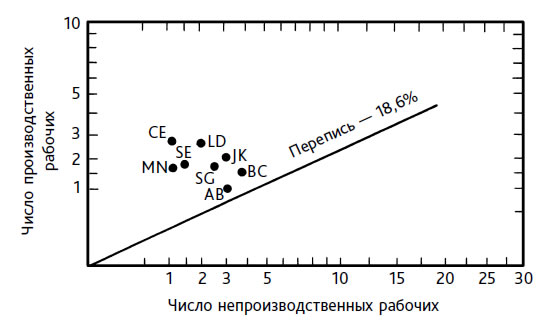 Число производственных
рабочих
10
5
3
2
1
CE
LD
SE
JK
MN
SG
BC
AB
Перепись — 18,6%
1 2 3 5 10 15 20 25 30
Число непроизводственных рабочих